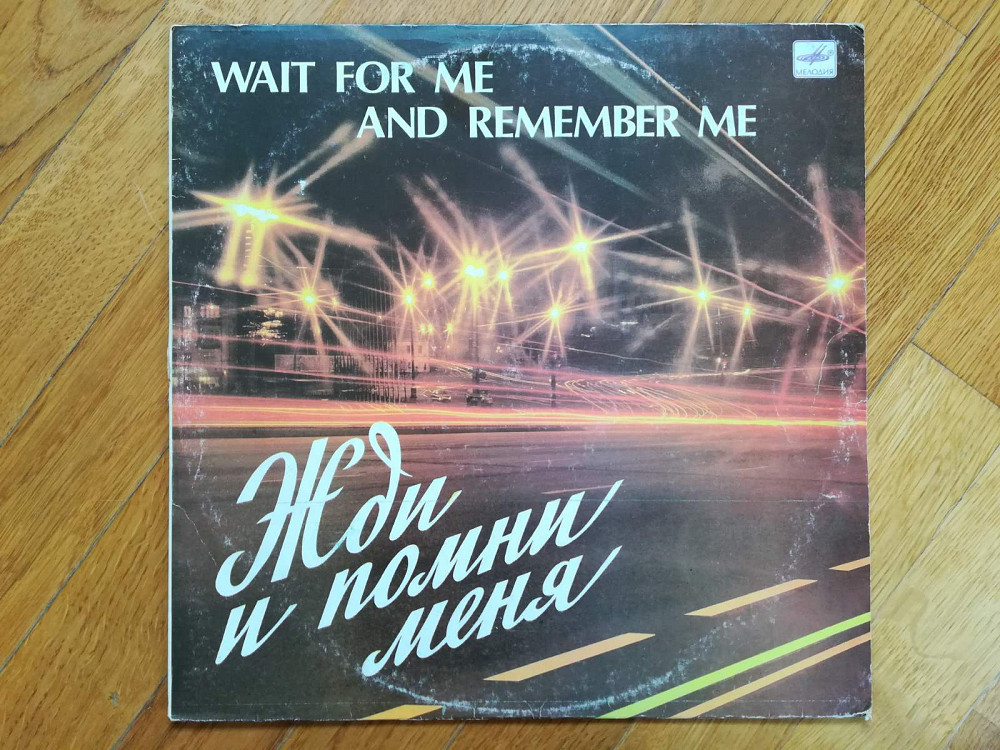 WAIT FOR ME
AND REMEMBER ME
МЕЛОДИЯ
Жди
и помни
меня